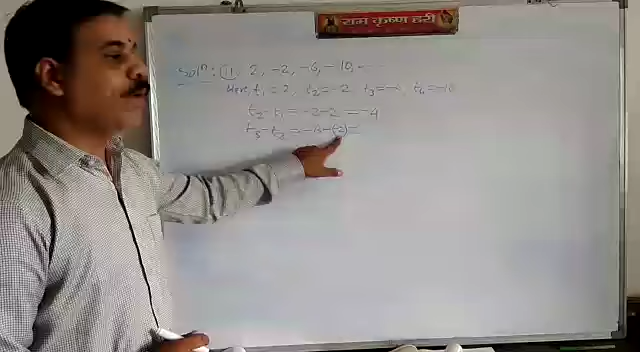 राम कृष्ण हरी
Solⁿ: (1) 2, -2, -6, -10, ....
Here, t₁ = 2, t₂ = -2, t₃ = -6, t₄ = -10
t₂ - t₁ = -2 - 2 = -4
t₃ - t₂ = -6 - (-2) =